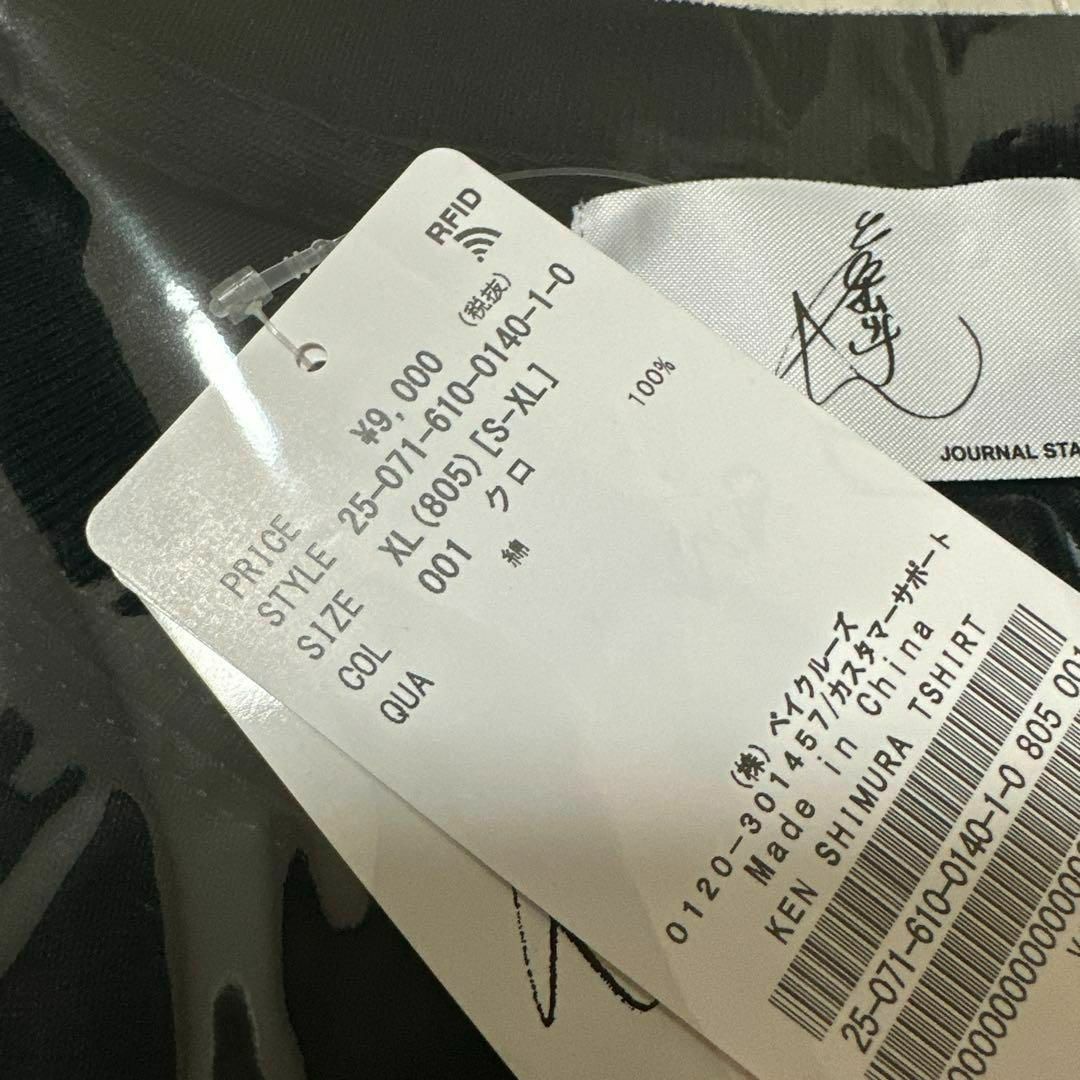 RFID
PRICE ¥9,000 (税抜)
STYLE 25-071-610-0140-1-0
SIZE XL(805)[S-XL]
COL 001 クロ
QUA 綿 100%
(株)ベイクルーズ
0120-301457/カスタマーサポート
Made in China
KEN SHIMURA TSHIRT
25-071-610-0140-1-0 805 001
JOURNAL STA